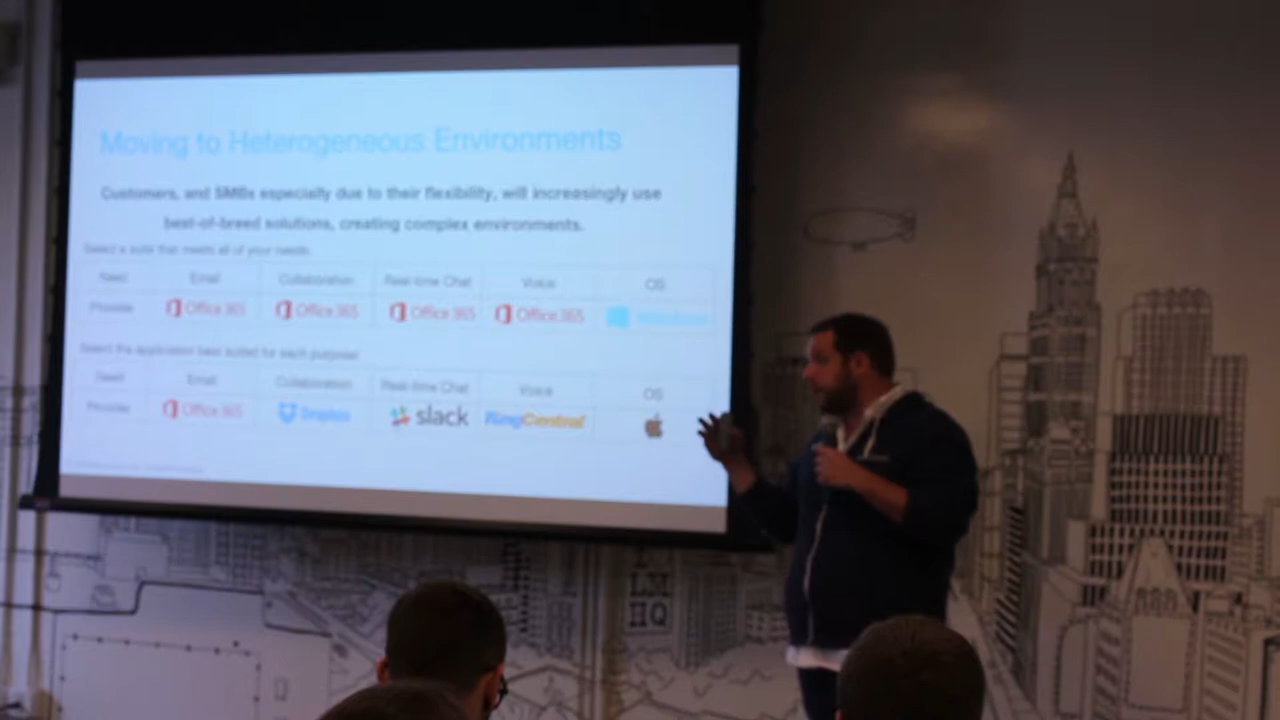 Moving to Heterogeneous Environments
Customers, and SMBs especially due to their flexibility, will increasingly use
best-of-breed solutions, creating complex environments.
Select a suite that meets all of your needs.
Need Email Collaboration Real-time Chat Voice OS
Provider Office 365 Office 365 Office 365 Office 365 Windows
Select the application best suited for each purpose
Need Email Collaboration Real-time Chat Voice OS
Provider Office 365 Dropbox slack RingCentral
LM